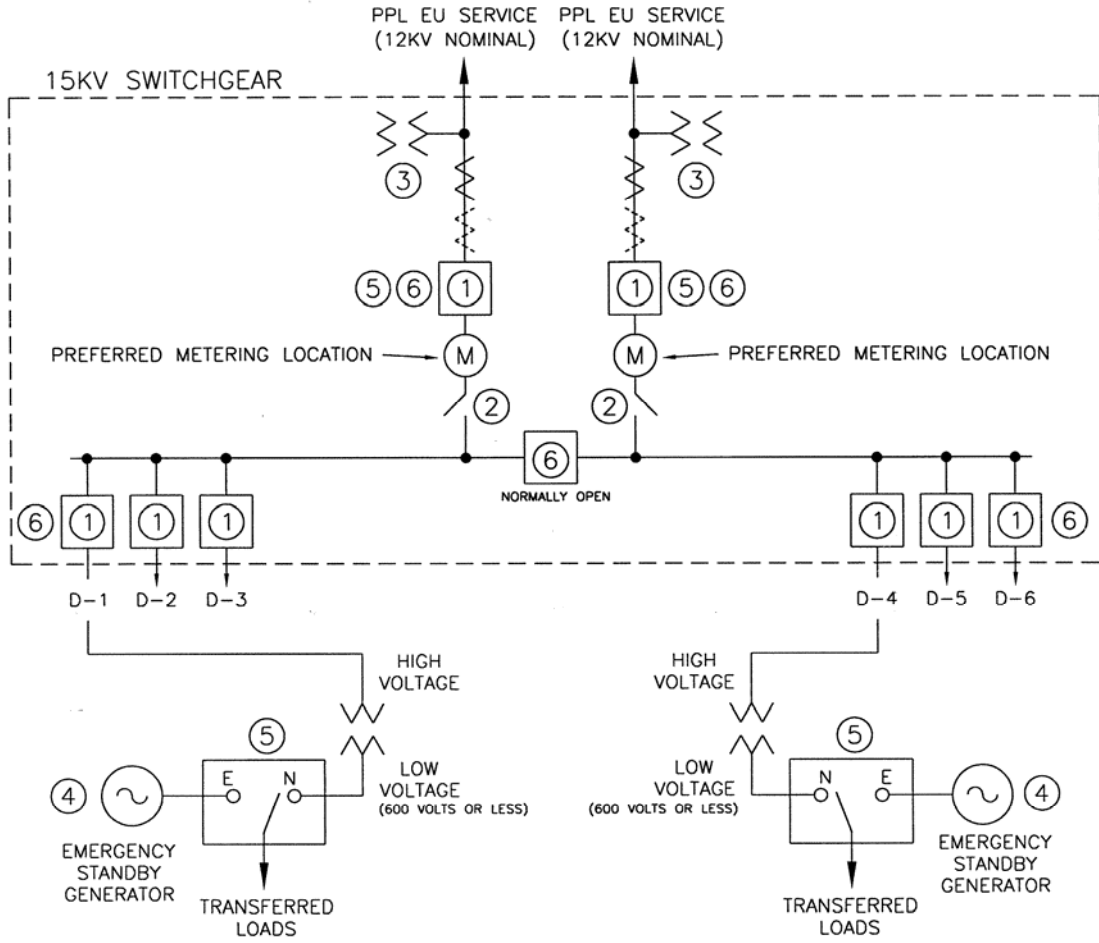 PPL EU SERVICE
(12KV NOMINAL)
PPL EU SERVICE
(12KV NOMINAL)
15KV SWITCHGEAR
3
3
5 6 1
1 5 6
PREFERRED METERING LOCATION
M
M
PREFERRED METERING LOCATION
2
2
6
NORMALLY OPEN
6 1 1 1
1 1 1 6
D-1 D-2 D-3
D-4 D-5 D-6
HIGH
VOLTAGE
HIGH
VOLTAGE
5
5
4
E N
LOW
VOLTAGE
(600 VOLTS OR LESS)
LOW
VOLTAGE
(600 VOLTS OR LESS)
N E
4
EMERGENCY
STANDBY
GENERATOR
TRANSFERRED
LOADS
TRANSFERRED
LOADS
EMERGENCY
STANDBY
GENERATOR